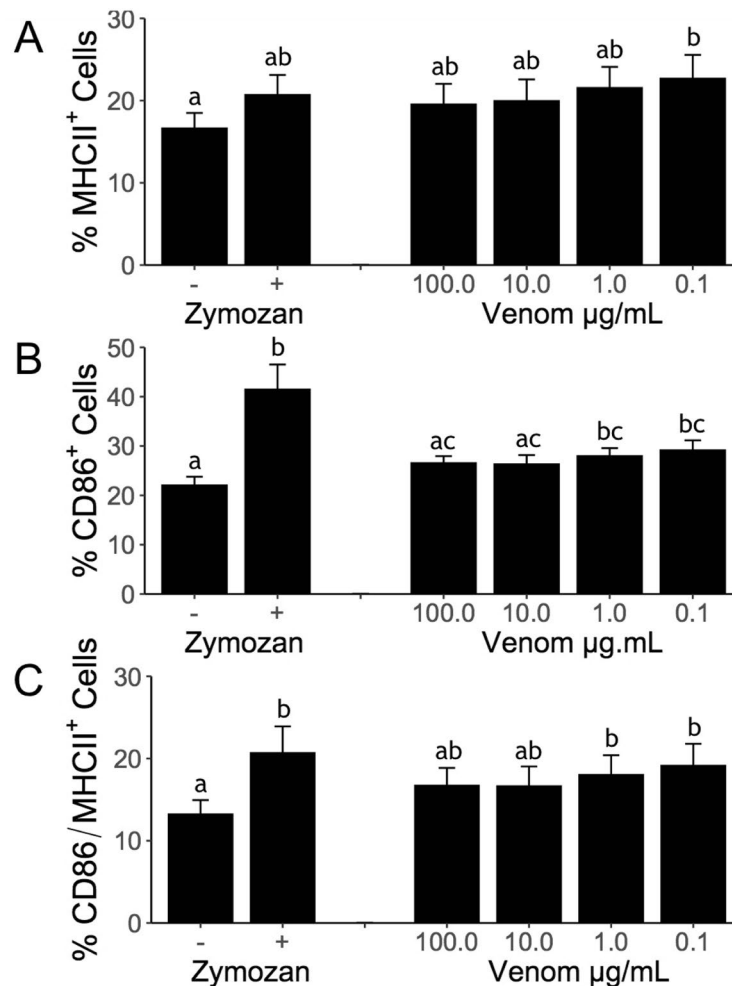 A
% MHCII+ Cells
30
20
10
0
a
ab
ab
ab
ab
b
- + 100.0 10.0 1.0 0.1
Zymozan Venom µg/mL
B
% CD86+ Cells
50
40
30
20
10
0
a
b
ac
ac
bc
bc
- + 100.0 10.0 1.0 0.1
Zymozan Venom µg.mL
C
% CD86/MHCII+ Cells
30
20
10
0
a
b
ab
ab
b
b
- + 100.0 10.0 1.0 0.1
Zymozan Venom µg/mL